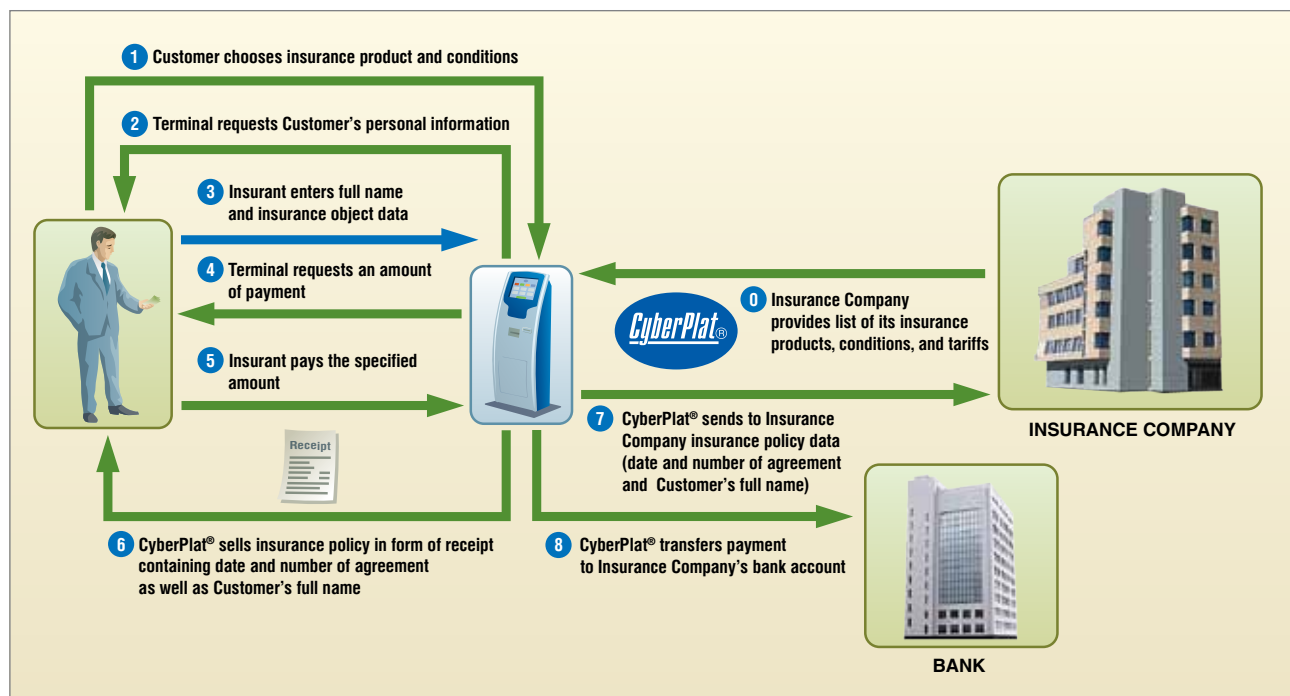 1 Customer chooses insurance product and conditions
2 Terminal requests Customer's personal information
3 Insurant enters full name
and insurance object data
4 Terminal requests an amount
of payment
5 Insurant pays the specified
amount
Receipt
6 CyberPlat® sells insurance policy in form of receipt
containing date and number of agreement
as well as Customer's full name
CyberPlat®
0 Insurance Company
provides list of its insurance
products, conditions, and tariffs
7 CyberPlat® sends to Insurance
Company insurance policy data
(date and number of agreement
and Customer's full name)
8 CyberPlat® transfers payment
to Insurance Company's bank account
INSURANCE COMPANY
BANK